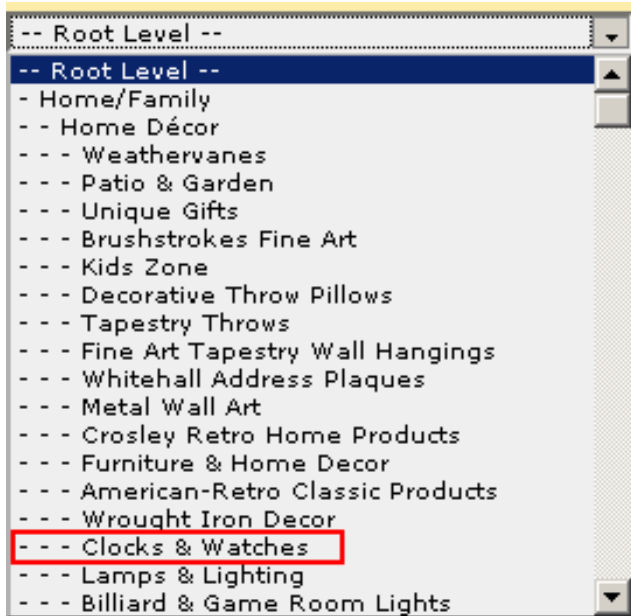 -- Root Level --
-- Root Level --
- Home/Family
- - Home Décor
- - - Weathervanes
- - - Patio & Garden
- - - Unique Gifts
- - - Brushstrokes Fine Art
- - - Kids Zone
- - - Decorative Throw Pillows
- - - Tapestry Throws
- - - Fine Art Tapestry Wall Hangings
- - - Whitehall Address Plaques
- - - Metal Wall Art
- - - Crosley Retro Home Products
- - - Furniture & Home Decor
- - - American-Retro Classic Products
- - - Wrought Iron Decor
- - - Clocks & Watches
- - - Lamps & Lighting
- - - Billiard & Game Room Lights